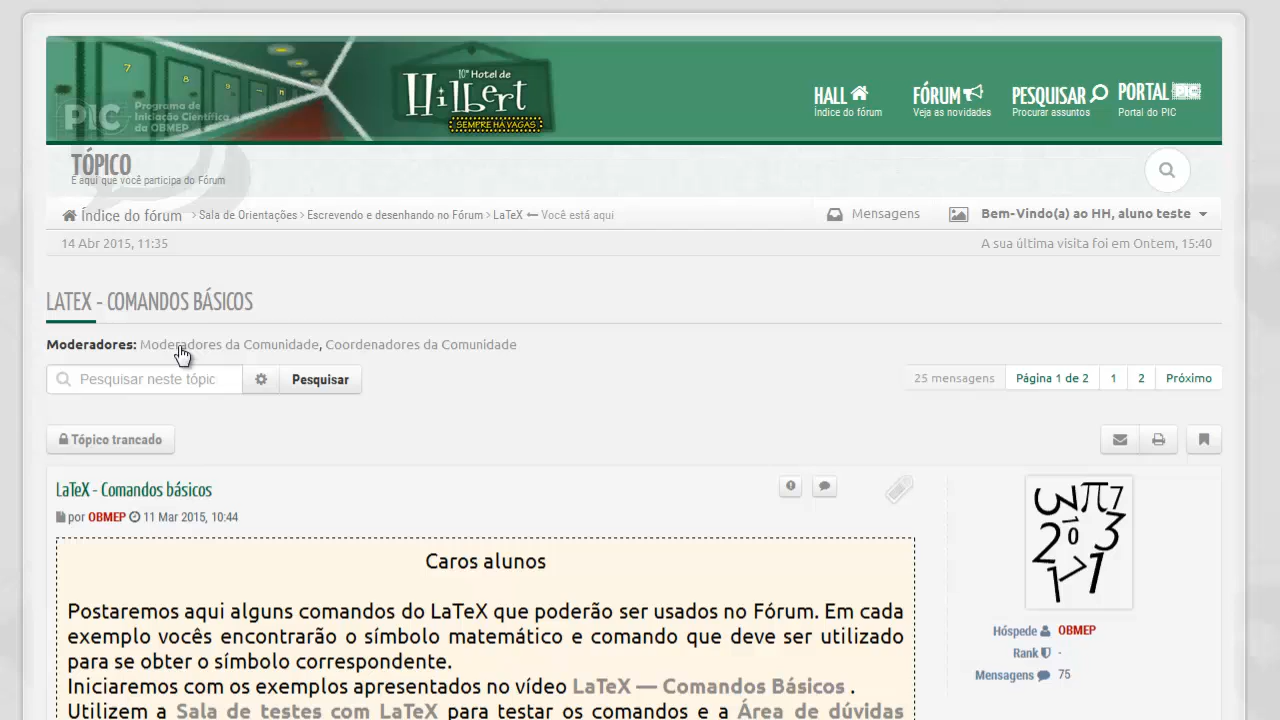 7
8
9
10º Hotel de
Hilbert
SEMPRE HÁ VAGAS
PIC Programa de
Iniciação Científica
da OBMEP
HALL
Índice do fórum
FÓRUM
Veja as novidades
PESQUISAR
Procurar assuntos
PORTAL PIC
Portal do PIC
TÓPICO
É aqui que você participa do Fórum
Índice do fórum › Sala de Orientações › Escrevendo e desenhando no Fórum › LaTeX Você está aqui
Mensagens
Bem-Vindo(a) ao HH, aluno teste
14 Abr 2015, 11:35
A sua última visita foi em Ontem, 15:40
LATEX - COMANDOS BÁSICOS
Moderadores: Moderadores da Comunidade, Coordenadores da Comunidade
Pesquisar neste tópic
Pesquisar
25 mensagens Página 1 de 2 1 2 Próximo
Tópico trancado
LaTeX - Comandos básicos
por OBMEP 11 Mar 2015, 10:44
Caros alunos
Postaremos aqui alguns comandos do LaTeX que poderão ser usados no Fórum. Em cada
exemplo vocês encontrarão o símbolo matemático e comando que deve ser utilizado
para se obter o símbolo correspondente.
Iniciaremos com os exemplos apresentados no vídeo LaTeX — Comandos Básicos .
Utilizem a Sala de testes com LaTeX para testar os comandos e a Área de dúvidas
Hóspede OBMEP
Rank -
Mensagens 75